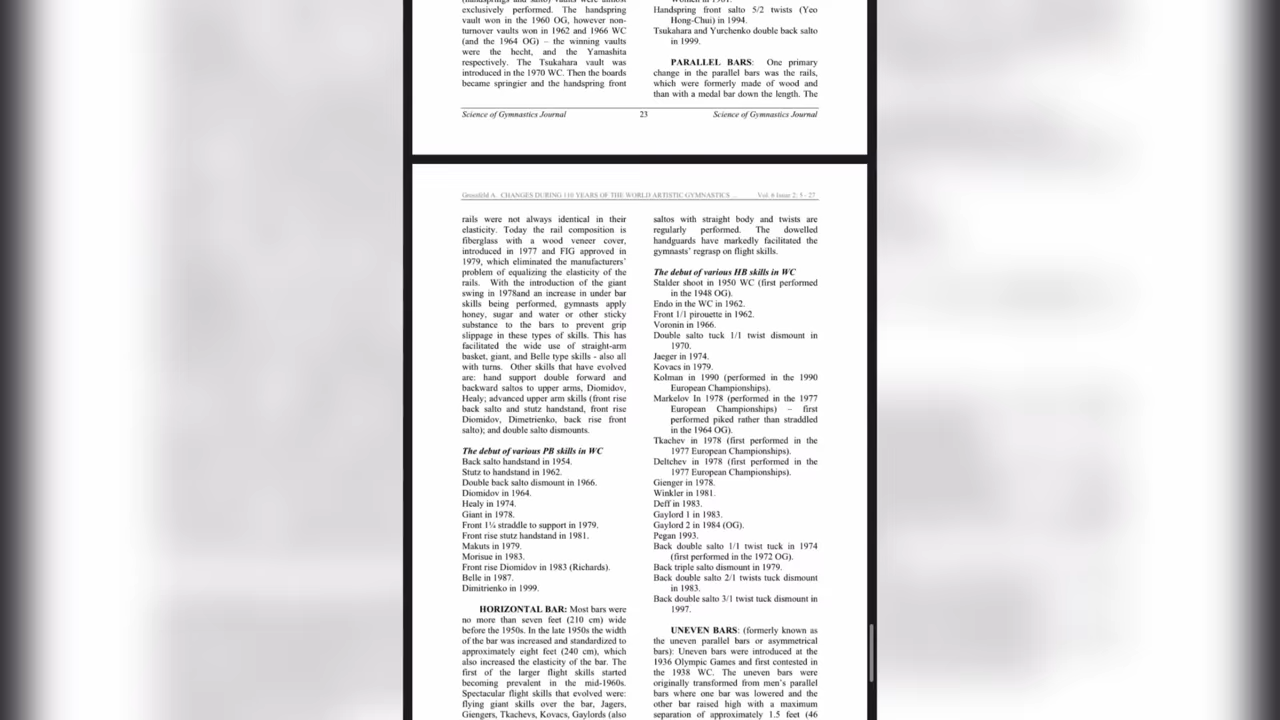 (handsprings and salto) vaults were almost
exclusively performed. The handspring
vault won in the 1960 OG, however non-
turnover vaults won in 1962 and 1966 WC
(and the 1964 OG) – the winning vaults
were the hecht, and the Yamashita
respectively. The Tsukahara vault was
introduced in the 1970 WC. Then the boards
became springier and the handspring front
Handspring front salto 5/2 twists (Yeo
Hong-Chui) in 1994.
Tsukahara and Yurchenko double back salto
in 1999.
PARALLEL BARS: One primary
change in the parallel bars was the rails,
which were formerly made of wood and
than with a medal bar down the length. The
Science of Gymnastics Journal 23 Science of Gymnastics Journal
Grossfeld A. CHANGES DURING 110 YEARS OF THE WORLD ARTISTIC GYMNASTICS ... Vol. 6 Issue 2: 5 - 27
rails were not always identical in their
elasticity. Today the rail composition is
fiberglass with a wood veneer cover,
introduced in 1977 and FIG approved in
1979, which eliminated the manufacturers'
problem of equalizing the elasticity of the
rails. With the introduction of the giant
swing in 1978and an increase in under bar
skills being performed, gymnasts apply
honey, sugar and water or other sticky
substance to the bars to prevent grip
slippage in these types of skills. This has
facilitated the wide use of straight-arm
basket, giant, and Belle type skills - also all
with turns. Other skills that have evolved
are: hand support double forward and
backward saltos to upper arms, Diomidov,
Healy; advanced upper arm skills (front rise
back salto and stutz handstand, front rise
Diomidov, Dimetrienko, back rise front
salto); and double salto dismounts.
The debut of various PB skills in WC
Back salto handstand in 1954.
Stutz to handstand in 1962.
Double back salto dismount in 1966.
Diomidov in 1964.
Healy in 1974.
Giant in 1978.
Front 1¼ straddle to support in 1979.
Front rise stutz handstand in 1981.
Makuts in 1979.
Morisue in 1983.
Front rise Diomidov in 1983 (Richards).
Belle in 1987.
Dimitrienko in 1999.
HORIZONTAL BAR: Most bars were
no more than seven feet (210 cm) wide
before the 1950s. In the late 1950s the width
of the bar was increased and standardized to
approximately eight feet (240 cm), which
also increased the elasticity of the bar. The
first of the larger flight skills started
becoming prevalent in the mid-1960s.
Spectacular flight skills that evolved were:
flying giant skills over the bar, Jagers,
Giengers, Tkachevs, Kovacs, Gaylords (also
saltos with straight body and twists are
regularly performed. The dowelled
handguards have markedly facilitated the
gymnasts' regrasp on flight skills.
The debut of various HB skills in WC
Stalder shoot in 1950 WC (first performed
in the 1948 OG).
Endo in the WC in 1962.
Front 1/1 pirouette in 1962.
Voronin in 1966.
Double salto tuck 1/1 twist dismount in
1970.
Jaeger in 1974.
Kovacs in 1979.
Kolman in 1990 (performed in the 1990
European Championships).
Markelov In 1978 (performed in the 1977
European Championships) – first
performed piked rather than straddled
in the 1964 OG).
Tkachev in 1978 (first performed in the
1977 European Championships).
Deltchev in 1978 (first performed in the
1977 European Championships).
Gienger in 1978.
Winkler in 1981.
Deff in 1983.
Gaylord 1 in 1983.
Gaylord 2 in 1984 (OG).
Pegan 1993.
Back double salto 1/1 twist tuck in 1974
(first performed in the 1972 OG).
Back triple salto dismount in 1979.
Back double salto 2/1 twists tuck dismount
in 1983.
Back double salto 3/1 twist tuck dismount in
1997.
UNEVEN BARS: (formerly known as
the uneven parallel bars or asymmetrical
bars): Uneven bars were introduced at the
1936 Olympic Games and first contested in
the 1938 WC. The uneven bars were
originally transformed from men's parallel
bars where one bar was lowered and the
other bar raised high with a maximum
separation of approximately 1.5 feet (46